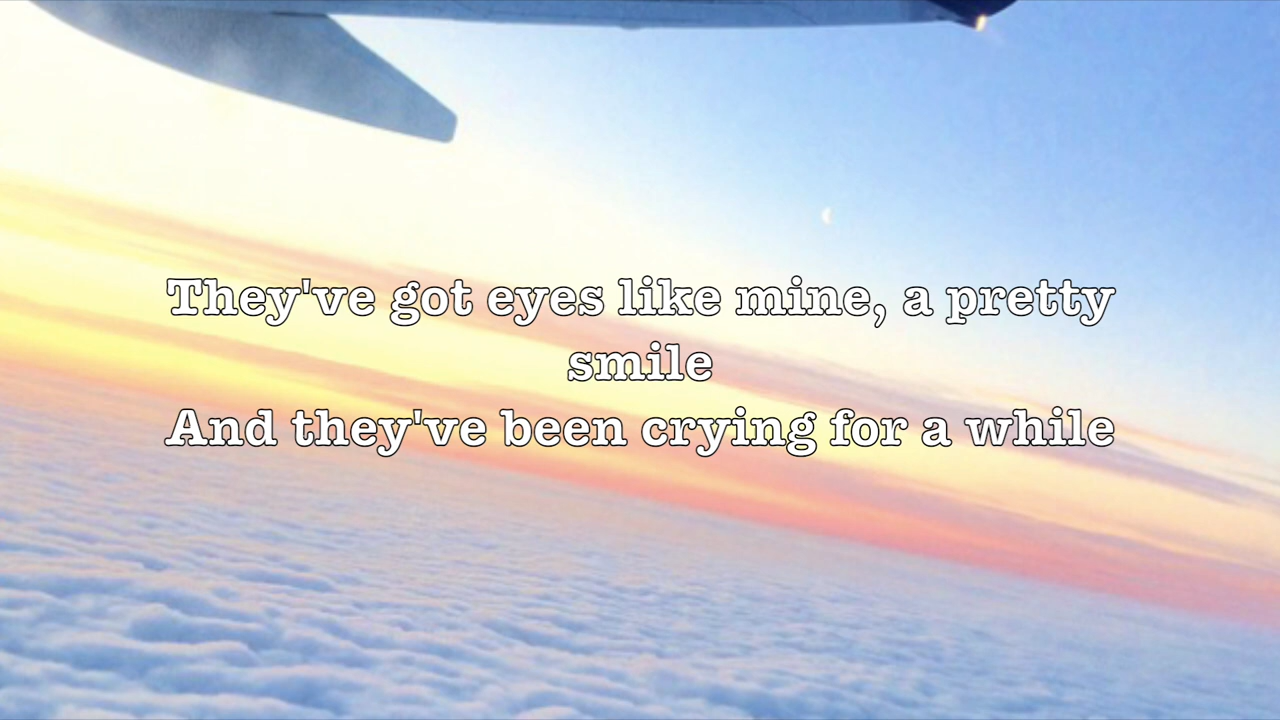 They've got eyes like mine, a pretty
smile
And they've been crying for a while